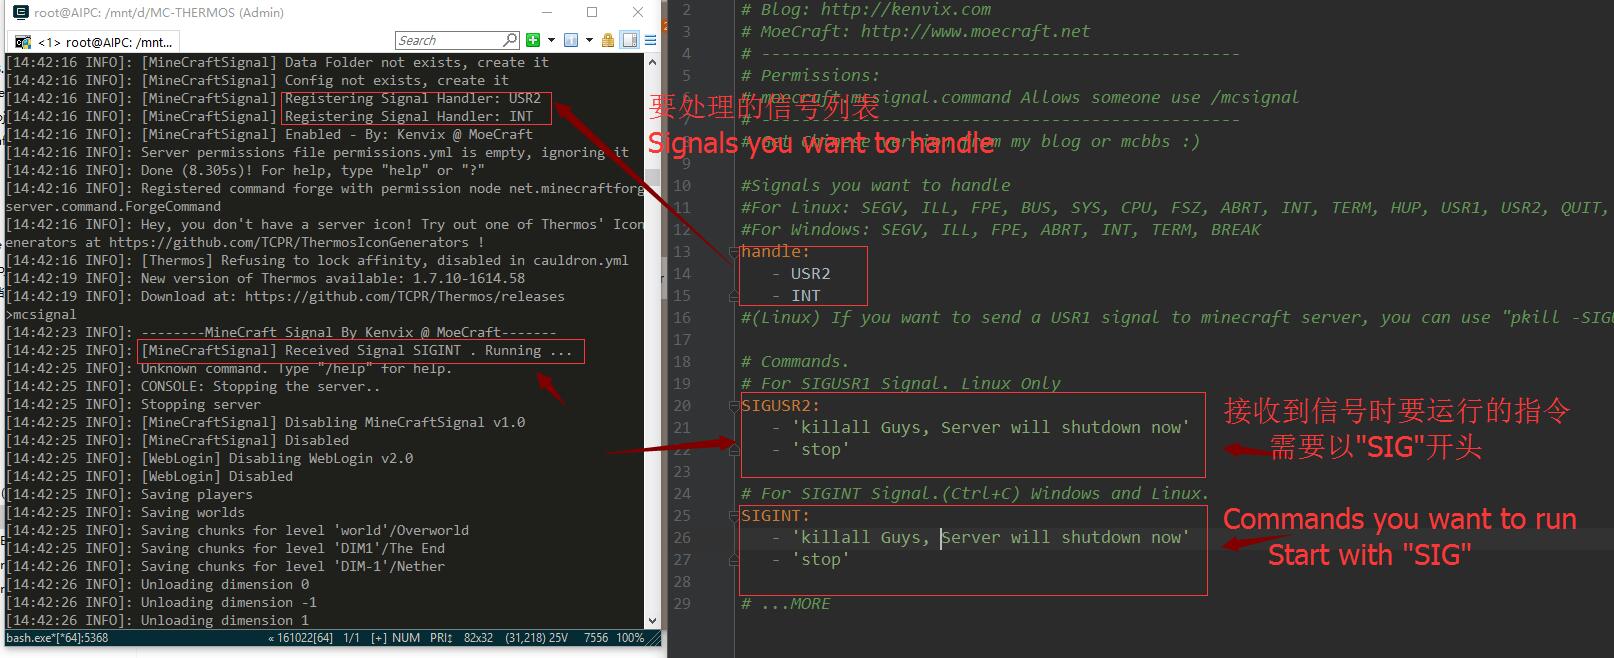 root@AIPC: /mnt/d/MC-THERMOS (Admin)
<1> root@AIPC: /mnt...
Search
[14:42:16 INFO]: [MineCraftSignal] Data Folder not exists, create it
[14:42:16 INFO]: [MineCraftSignal] Config not exists, create it
[14:42:16 INFO]: [MineCraftSignal] Registering Signal Handler: USR2
[14:42:16 INFO]: [MineCraftSignal] Registering Signal Handler: INT
[14:42:16 INFO]: [MineCraftSignal] Enabled - By: Kenvix @ MoeCraft
[14:42:16 INFO]: Server permissions file permissions.yml is empty, ignoring it
[14:42:16 INFO]: Done (8.305s)! For help, type "help" or "?"
[14:42:16 INFO]: Registered command forge with permission node net.minecraftforg
server.command.ForgeCommand
[14:42:16 INFO]: Hey, you don't have a server icon! Try out one of Thermos' Icon
enerators at https://github.com/TCPR/ThermosIconGenerators !
[14:42:16 INFO]: [Thermos] Refusing to lock affinity, disabled in cauldron.yml
[14:42:19 INFO]: New version of Thermos available: 1.7.10-1614.58
[14:42:19 INFO]: Download at: https://github.com/TCPR/Thermos/releases
>mcsignal
[14:42:23 INFO]: --------MineCraft Signal By Kenvix @ MoeCraft-------
[14:42:25 INFO]: [MineCraftSignal] Received Signal SIGINT . Running ...
[14:42:25 INFO]: Unknown command. Type "/help" for help.
[14:42:25 INFO]: CONSOLE: Stopping the server..
[14:42:25 INFO]: Stopping server
[14:42:25 INFO]: [MineCraftSignal] Disabling MineCraftSignal v1.0
[14:42:25 INFO]: [MineCraftSignal] Disabled
[14:42:25 INFO]: [WebLogin] Disabling WebLogin v2.0
[14:42:25 INFO]: [WebLogin] Disabled
[14:42:25 INFO]: Saving players
[14:42:25 INFO]: Saving worlds
[14:42:25 INFO]: Saving chunks for level 'world'/Overworld
[14:42:25 INFO]: Saving chunks for level 'DIM1'/The End
[14:42:26 INFO]: Saving chunks for level 'DIM-1'/Nether
[14:42:26 INFO]: Unloading dimension 0
[14:42:26 INFO]: Unloading dimension -1
[14:42:26 INFO]: Unloading dimension 1
bash.exe*[*64]:5368 « 161022[64] 1/1 [+] NUM PRI↕ 82x32 (31,218) 25V 7556 100%
2 # Blog: http://kenvix.com
3 # MoeCraft: http://www.moecraft.net
4 # -----------------------------------------------
5 # Permissions:
6 # moecraft.mcsignal.command Allows someone use /mcsignal
要处理的信号列表
7 # -----------------------------------------------
8 # Get Chinese version from my blog or mcbbs :)
Signals you want to handle
9
10 #Signals you want to handle
11 #For Linux: SEGV, ILL, FPE, BUS, SYS, CPU, FSZ, ABRT, INT, TERM, HUP, USR1, USR2, QUIT,
12 #For Windows: SEGV, ILL, FPE, ABRT, INT, TERM, BREAK
13 handle:
14 - USR2
15 - INT
16 #(Linux) If you want to send a USR1 signal to minecraft server, you can use "pkill -SIGU
17
18 # Commands.
19 # For SIGUSR1 Signal. Linux Only
20 SIGUSR2:
21 - 'killall Guys, Server will shutdown now'
22 - 'stop'
23
接收到信号时要运行的指令
需要以"SIG"开头
24 # For SIGINT Signal.(Ctrl+C) Windows and Linux.
25 SIGINT:
26 - 'killall Guys, Server will shutdown now'
27 - 'stop'
28
Commands you want to run
Start with "SIG"
29 # ...MORE